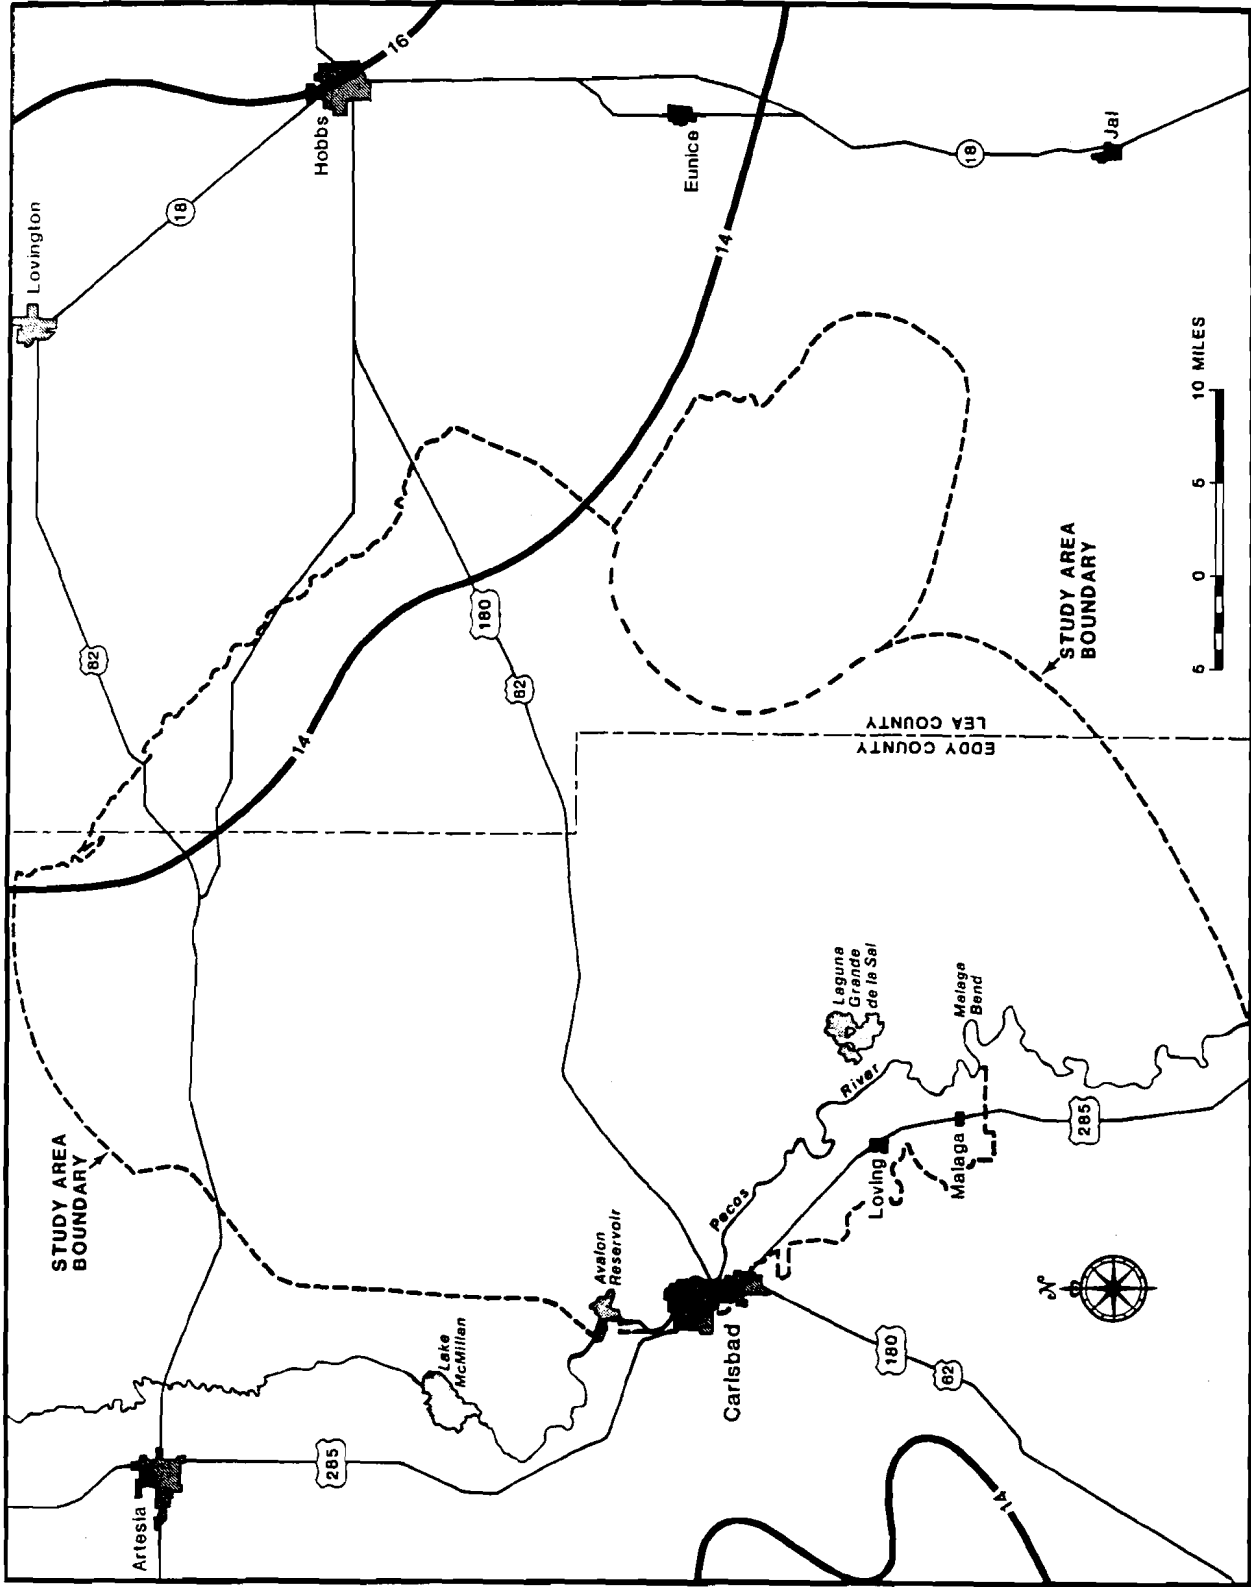 Artesia
285
STUDY AREA
BOUNDARY
Lake
McMillan
Avalon
Reservoir
Carlsbad
Pecos
River
180
62
14
N
Loving
Malaga
285
Laguna
Grande
de la Sal
Malaga
Bend
EDDY COUNTY
LEA COUNTY
14
82
82
180
Lovington
18
Hobbs
16
Eunice
14
18
Jal
STUDY AREA
BOUNDARY
5
0
5
10 MILES